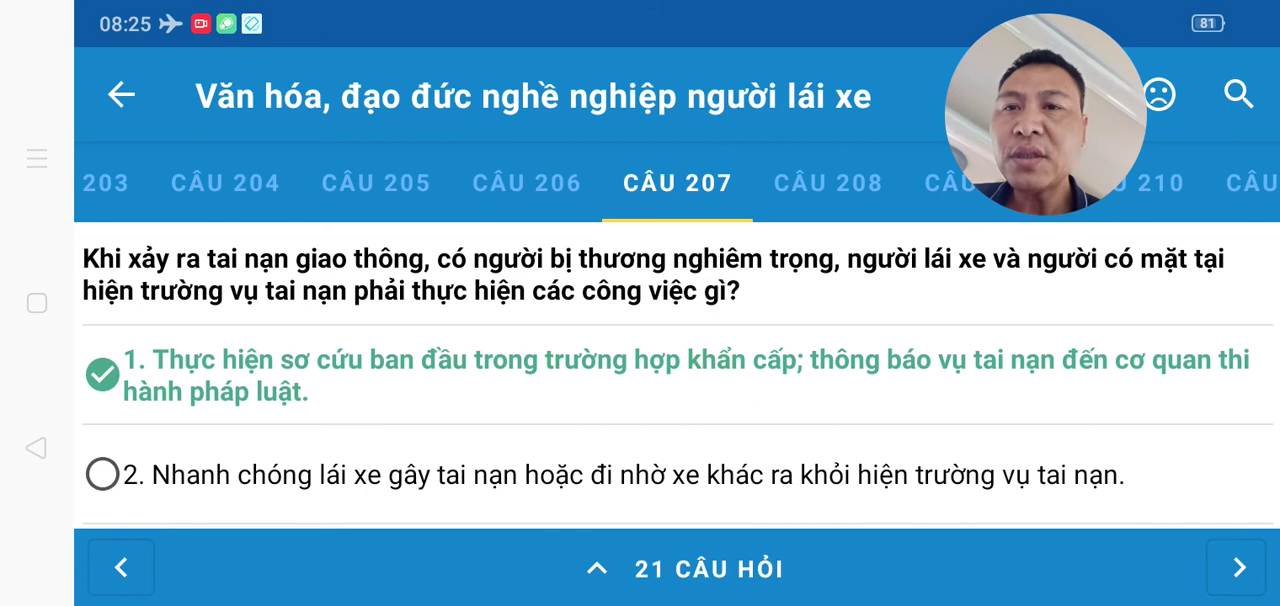 08:25
81
Văn hóa, đạo đức nghề nghiệp người lái xe
203 CÂU 204 CÂU 205 CÂU 206 CÂU 207 CÂU 208 210 CÂU
Khi xảy ra tai nạn giao thông, có người bị thương nghiêm trọng, người lái xe và người có mặt tại
hiện trường vụ tai nạn phải thực hiện các công việc gì?
1. Thực hiện sơ cứu ban đầu trong trường hợp khẩn cấp; thông báo vụ tai nạn đến cơ quan thi
hành pháp luật.
2. Nhanh chóng lái xe gây tai nạn hoặc đi nhờ xe khác ra khỏi hiện trường vụ tai nạn.
21 CÂU HỎI